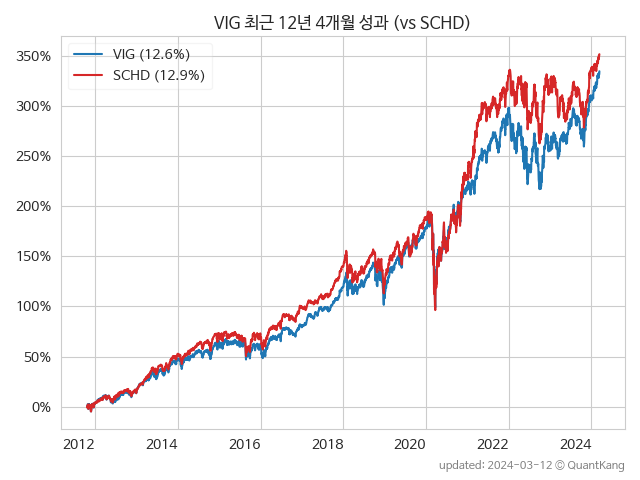 VIG 최근 12년 4개월 성과 (vs SCHD)
VIG (12.6%)
SCHD (12.9%)
350%
300%
250%
200%
150%
100%
50%
0%
2012 2014 2016 2018 2020 2022 2024
updated: 2024-03-12 © QuantKang